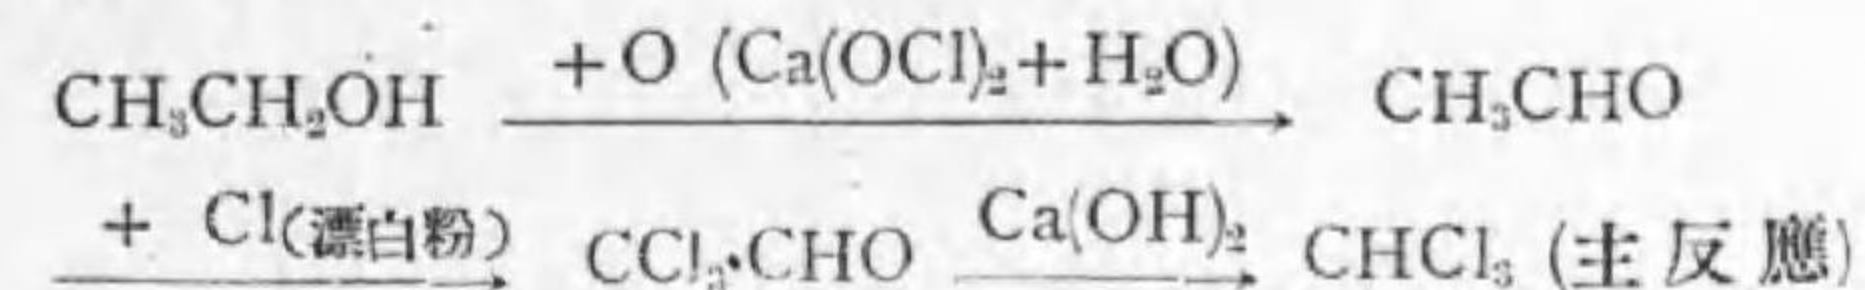 CH₃CH₂OH +O (Ca(OCl)₂+H₂O) → CH₃CHO
+ Cl(漂白粉) → CCl₃·CHO Ca(OH)₂ → CHCl₃ (主反應)